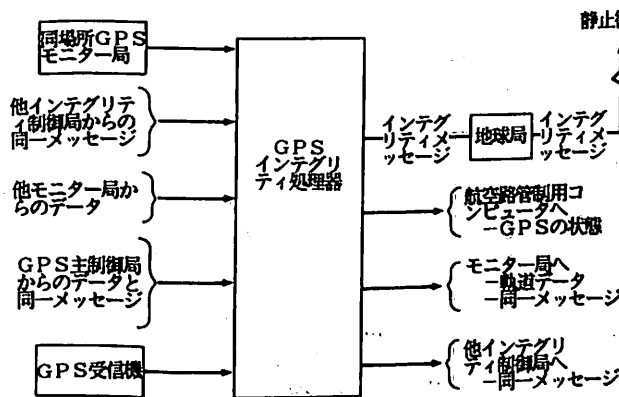 静止衛
同場所GPS
モニター局
他インテグリテ
ィ制御局からの
同一メッセージ
他モニター局か
らのデータ
GPS主制御局
からのデータと
同一メッセージ
GPS受信機
GPS
インテグリ
ティ処理器
インテグ
リティメ
ッセージ
地球局
インテグ
リティメ
ッセージ
航空路管制用コ
ンピュータへ
−GPSの状態
モニター局へ
−軌道データ
−同一メッセージ
他インテグリ
ティ制御局へ
−同一メッセージ